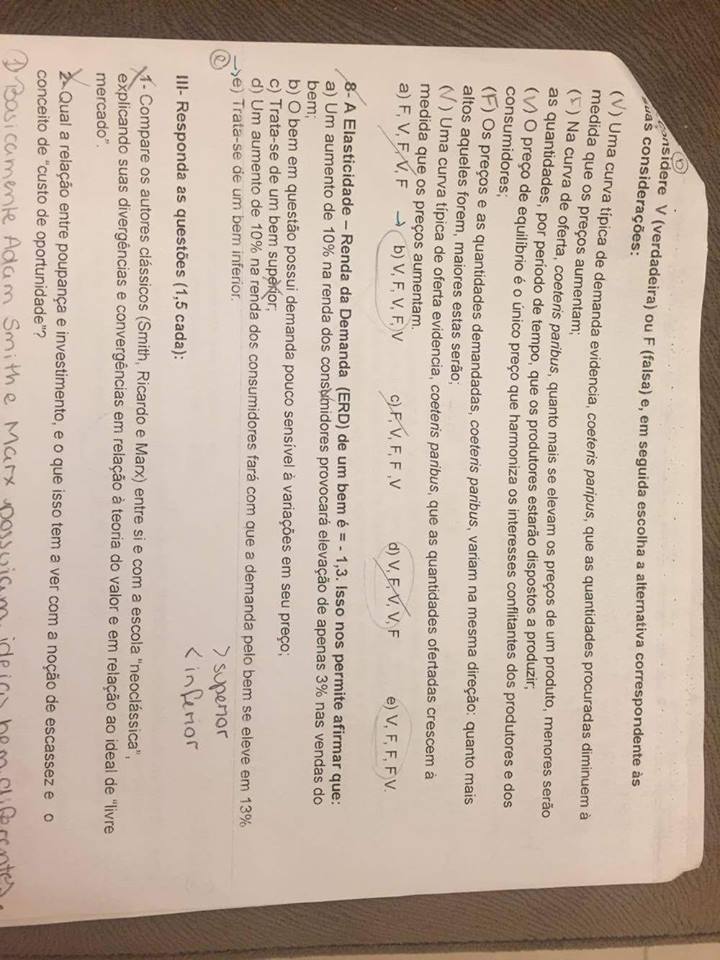 b
onsidere V (verdadeira) ou F (falsa) e, em seguida escolha a alternativa correspondente às
suas considerações:
(V) Uma curva típica de demanda evidencia, coeteris paripus, que as quantidades procuradas diminuem à
medida que os preços aumentam;
(F) Na curva de oferta, coeteris paribus, quanto mais se elevam os preços de um produto, menores serão
as quantidades, por período de tempo, que os produtores estarão dispostos a produzir;
(V) O preço de equilíbrio é o único preço que harmoniza os interesses conflitantes dos produtores e dos
consumidores;
(F) Os preços e as quantidades demandadas, coeteris paribus, variam na mesma direção: quanto mais
altos aqueles forem, maiores estas serão;
(V) Uma curva típica de oferta evidencia, coeteris paribus, que as quantidades ofertadas crescem à
medida que os preços aumentam.
a) F, V, F, V, F → b) V, F, V, F, V c) F, V, F, F ,V d) V, F, V, V, F e) V, F, F, F V.
8- A Elasticidade – Renda da Demanda (ERD) de um bem é = - 1,3. Isso nos permite afirmar que:
a) Um aumento de 10% na renda dos consumidores provocará elevação de apenas 3% nas vendas do
bem;
b) O bem em questão possui demanda pouco sensível à variações em seu preço;
c) Trata-se de um bem superior;
d) Um aumento de 10% na renda dos consumidores fará com que a demanda pelo bem se eleve em 13%
→e) Trata-se de um bem inferior.
e
> superior
< inferior
III- Responda as questões (1,5 cada):
1- Compare os autores clássicos (Smith, Ricardo e Marx) entre si e com a escola "neoclássica",
explicando suas divergências e convergências em relação à teoria do valor e em relação ao ideal de "livre
mercado".
2- Qual a relação entre poupança e investimento, e o que isso tem a ver com a noção de escassez e o
conceito de "custo de oportunidade"?
1) Basicamente Adam Smith e Marx possuiam ideias bem diferentes,